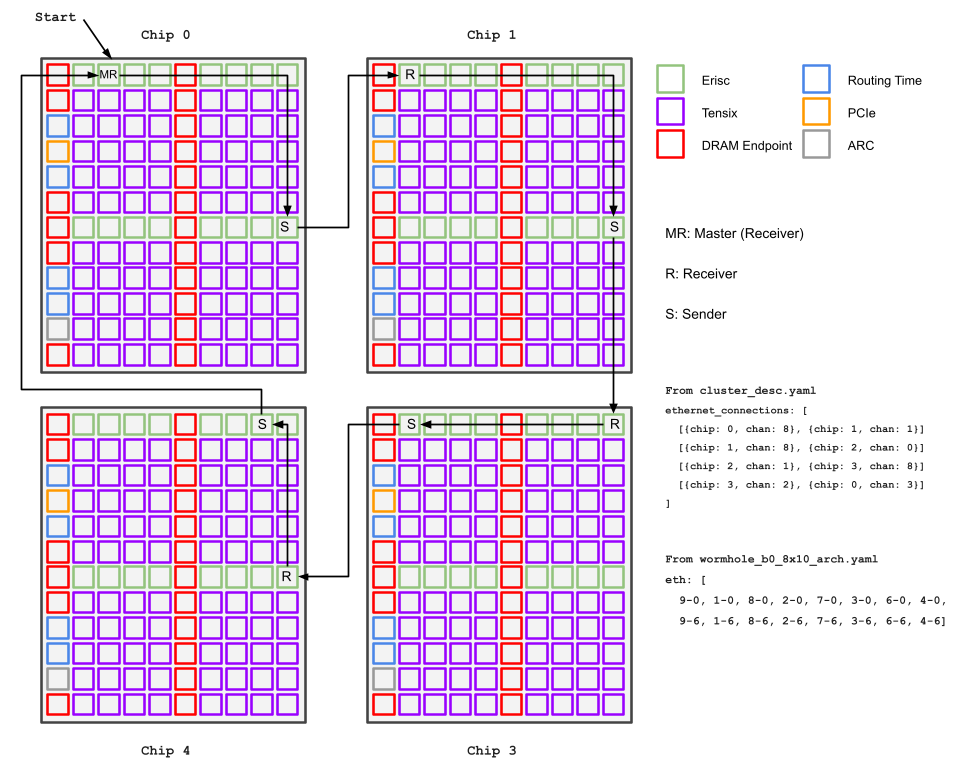 Start
Chip 0
Chip 1
MR
R
S
S
Erisc
Routing Time
Tensix
PCIe
DRAM Endpoint
ARC
MR: Master (Receiver)
R: Receiver
S: Sender
S
R
S
R
Chip 4
Chip 3
From cluster_desc.yaml
ethernet_connections: [
[{chip: 0, chan: 8}, {chip: 1, chan: 1}]
[{chip: 1, chan: 8}, {chip: 2, chan: 0}]
[{chip: 2, chan: 1}, {chip: 3, chan: 8}]
[{chip: 3, chan: 2}, {chip: 0, chan: 3}]
]
From wormhole_b0_8x10_arch.yaml
eth: [
9-0, 1-0, 8-0, 2-0, 7-0, 3-0, 6-0, 4-0,
9-6, 1-6, 8-6, 2-6, 7-6, 3-6, 6-6, 4-6]